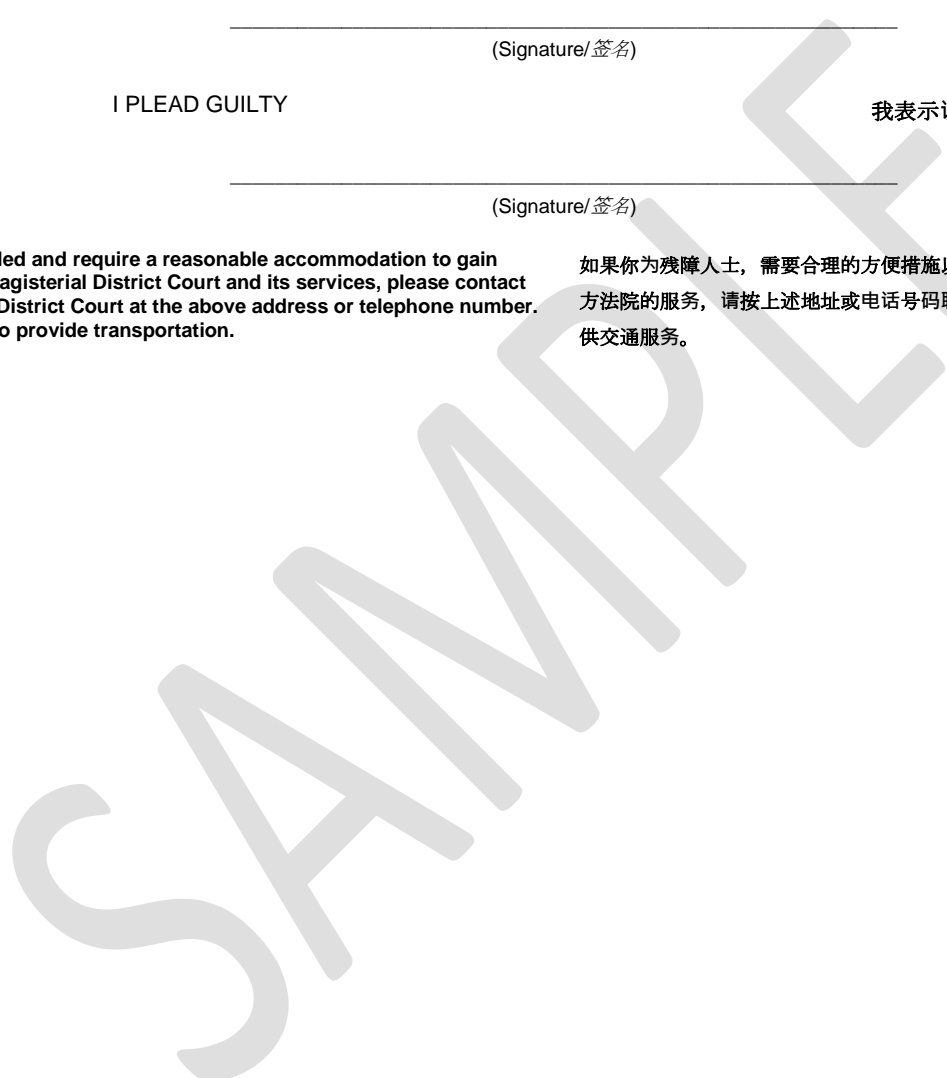 (Signature/签名)
I PLEAD GUILTY
我表示
(Signature/签名)
led and require a reasonable accommodation to gain
agisterial District Court and its services, please contact
District Court at the above address or telephone number.
o provide transportation.
如果你为残障人士，需要合理的方便措施
方法院的服务，请按上述地址或电话号码
供交通服务。
SAMPLE